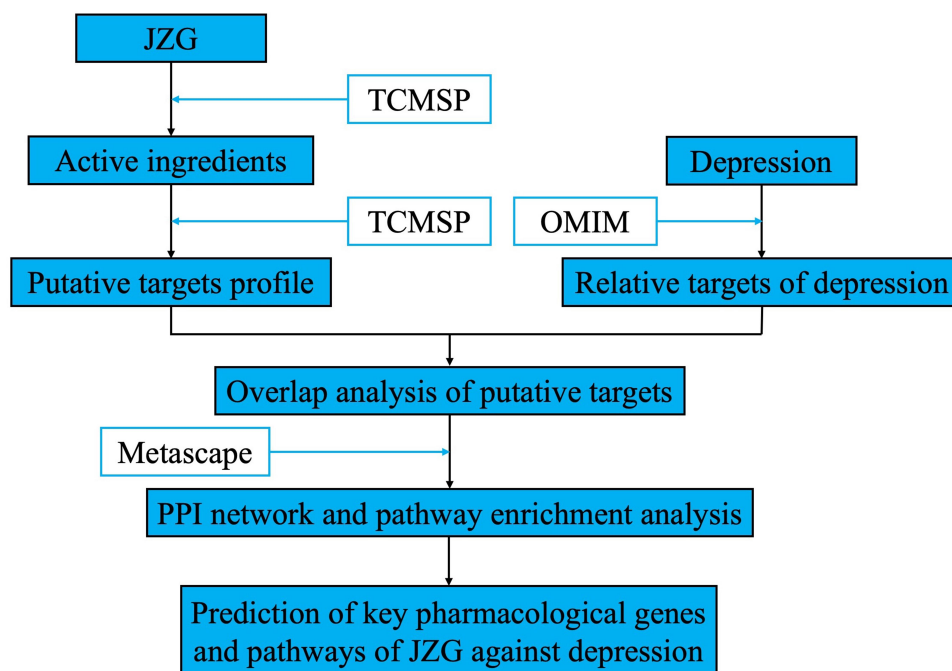 JZG
TCMSP
Active ingredients
Depression
TCMSP
OMIM
Putative targets profile
Relative targets of depression
Overlap analysis of putative targets
Metascape
PPI network and pathway enrichment analysis
Prediction of key pharmacological genes
and pathways of JZG against depression